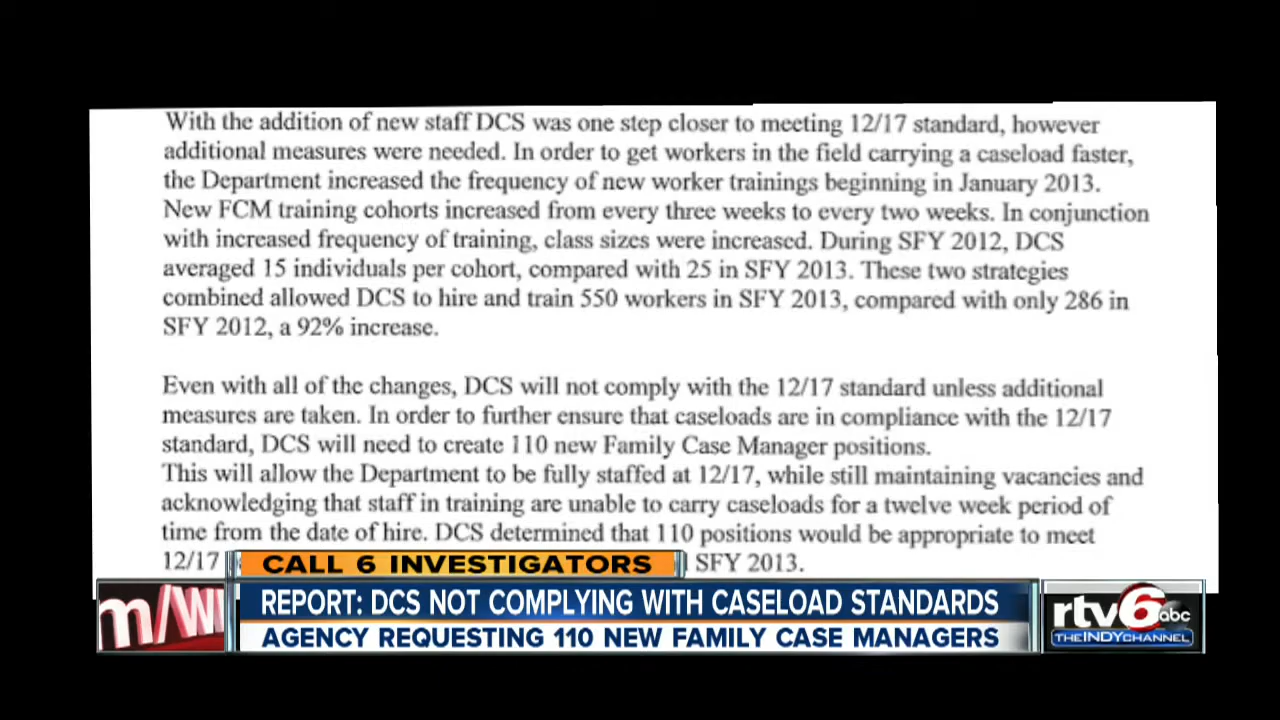 With the addition of new staff DCS was one step closer to meeting 12/17 standard, however
additional measures were needed. In order to get workers in the field carrying a caseload faster,
the Department increased the frequency of new worker trainings beginning in January 2013.
New FCM training cohorts increased from every three weeks to every two weeks. In conjunction
with increased frequency of training, class sizes were increased. During SFY 2012, DCS
averaged 15 individuals per cohort, compared with 25 in SFY 2013. These two strategies
combined allowed DCS to hire and train 550 workers in SFY 2013, compared with only 286 in
SFY 2012, a 92% increase.
Even with all of the changes, DCS will not comply with the 12/17 standard unless additional
measures are taken. In order to further ensure that caseloads are in compliance with the 12/17
standard, DCS will need to create 110 new Family Case Manager positions.
This will allow the Department to be fully staffed at 12/17, while still maintaining vacancies and
acknowledging that staff in training are unable to carry caseloads for a twelve week period of
time from the date of hire. DCS determined that 110 positions would be appropriate to meet
12/17 SFY 2013.
CALL 6 INVESTIGATORS
REPORT: DCS NOT COMPLYING WITH CASELOAD STANDARDS
AGENCY REQUESTING 110 NEW FAMILY CASE MANAGERS
rtv6 abc
THEINDYCHANNEL